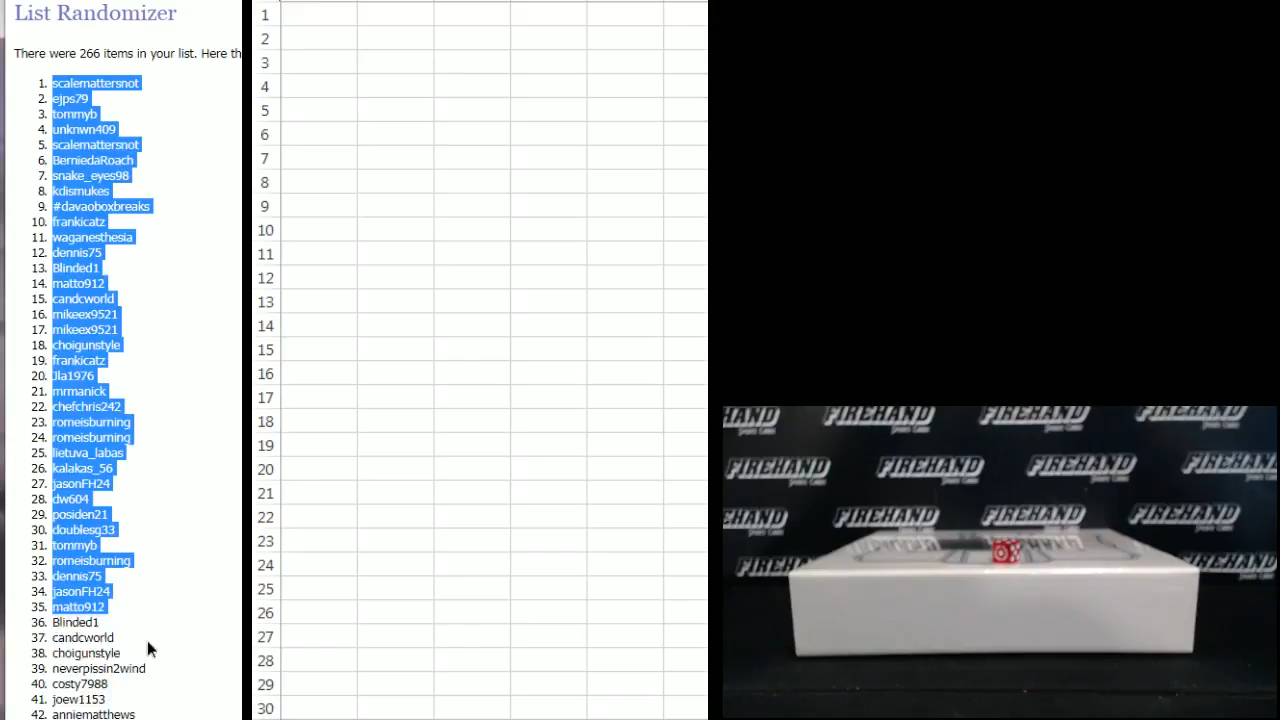 List Randomizer
There were 266 items in your list. Here th
1. scalemattersnot
2. ejps79
3. tommyb
4. unknwn409
5. scalemattersnot
6. BerniedaRoach
7. snake_eyes98
8. kdismukes
9. #davaoboxbreaks
10. frankicatz
11. waganesthesia
12. dennis75
13. Blinded1
14. matto912
15. candcworld
16. mikeex9521
17. mikeex9521
18. choigunstyle
19. frankicatz
20. Jla1976
21. mrmanick
22. chefchris242
23. romeisburning
24. romeisburning
25. lietuva_labas
26. kalakas_56
27. jasonFH24
28. dw604
29. posiden21
30. doublesg33
31. tommyb
32. romeisburning
33. dennis75
34. jasonFH24
35. matto912
36. Blinded1
37. candcworld
38. choigunstyle
39. neverpissin2wind
40. costy7988
41. joew1153
42. anniematthews
1
2
3
4
5
6
7
8
9
10
11
12
13
14
15
16
17
18
19
20
21
22
23
24
25
26
27
28
29
30
FIREHAND FIREHAND FIREHAND
FIREHAND FIREHAND FIREHAND FIREHAND
FIREHAND FIREHAND FIREHAND